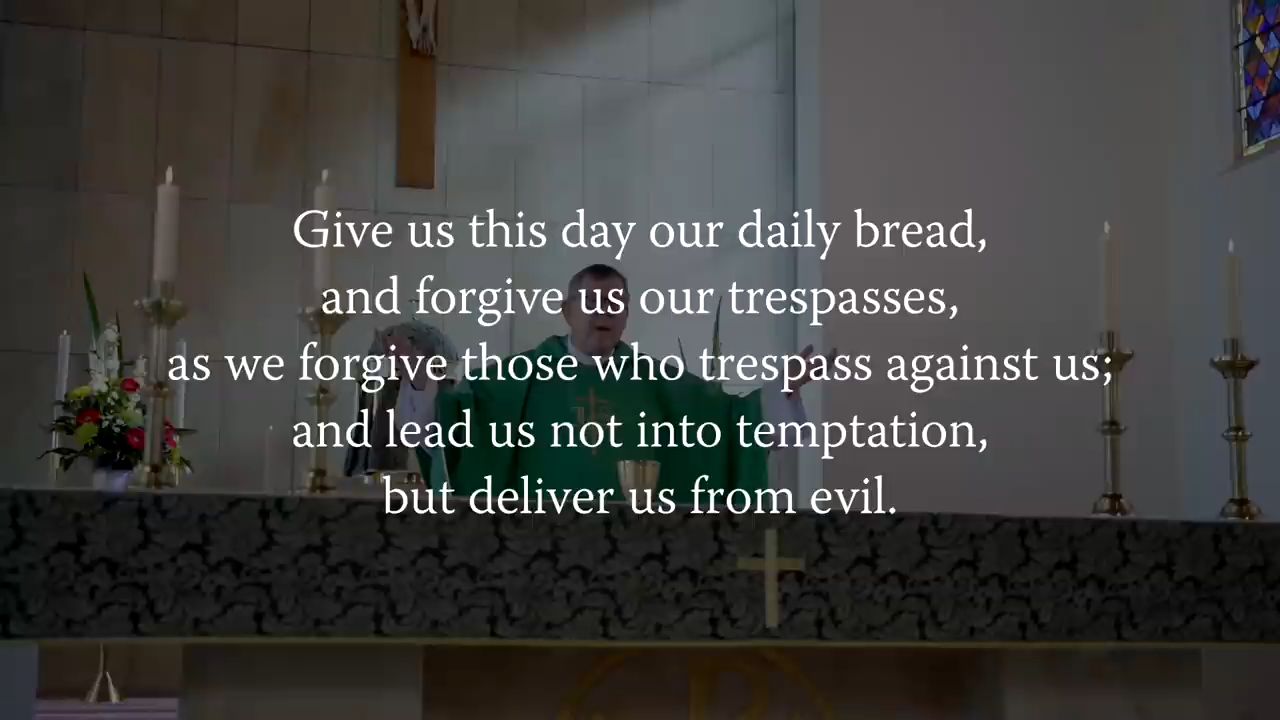 Give us this day our daily bread,
and forgive us our trespasses,
as we forgive those who trespass against us;
and lead us not into temptation,
but deliver us from evil.